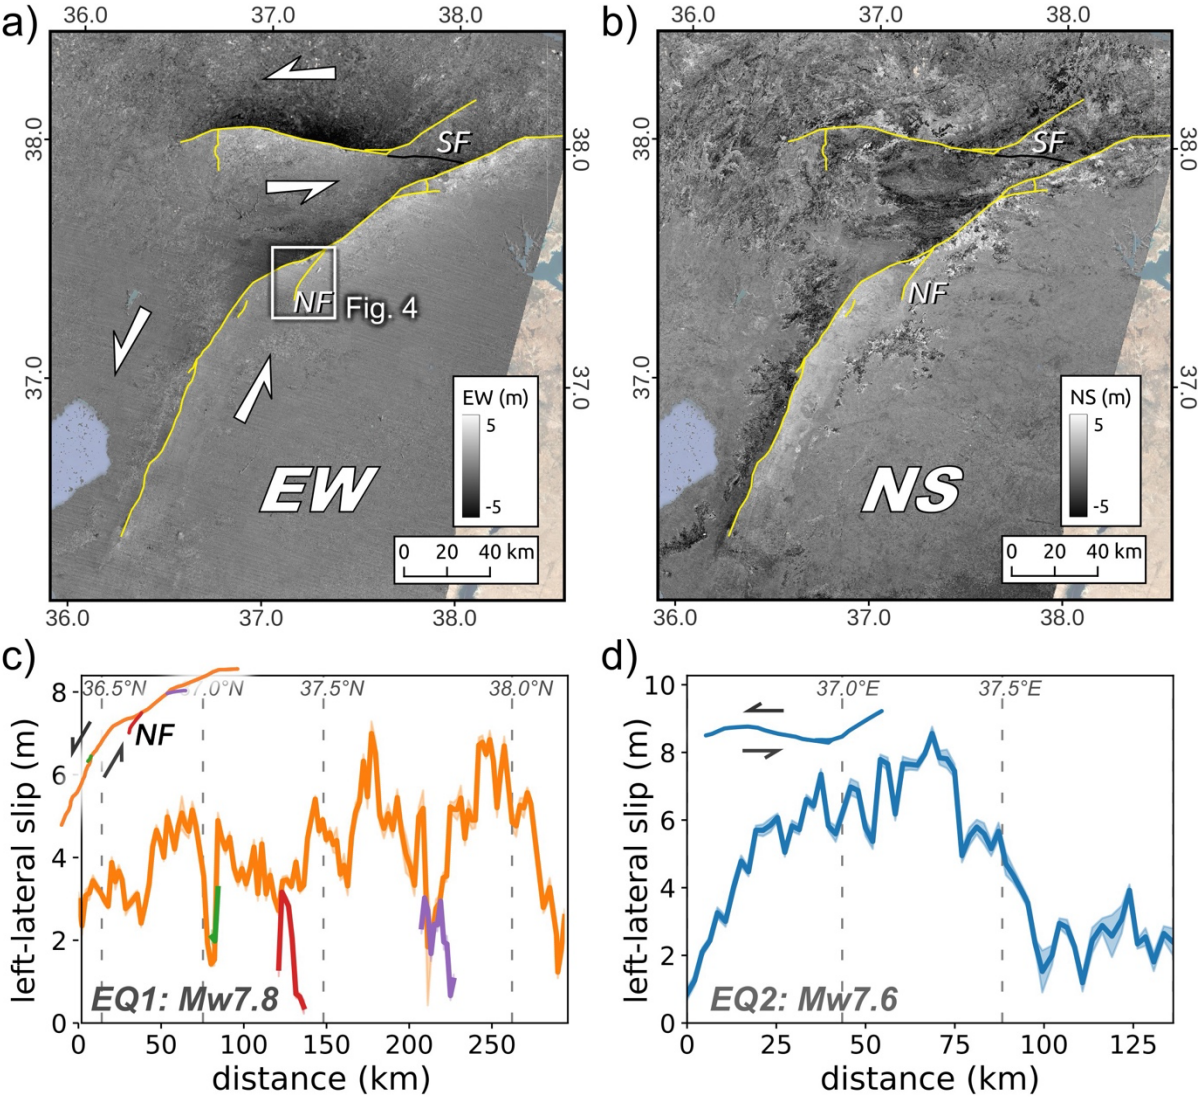 a)
36.0
37.0
38.0
38.0
38.0
37.0
37.0
SF
NF
Fig. 4
EW (m)
5
-5
EW
0 20 40 km
36.0
37.0
38.0
b)
36.0
37.0
38.0
38.0
38.0
37.0
37.0
SF
NF
NS (m)
5
-5
NS
0 20 40 km
36.0
37.0
38.0
c)
36.5°N
37.0°N
37.5°N
38.0°N
8
6
4
2
0
left-lateral slip (m)
NF
EQ1: Mw7.8
0 50 100 150 200 250
distance (km)
d)
37.0°E
37.5°E
10
8
6
4
2
0
left-lateral slip (m)
EQ2: Mw7.6
0 25 50 75 100 125
distance (km)